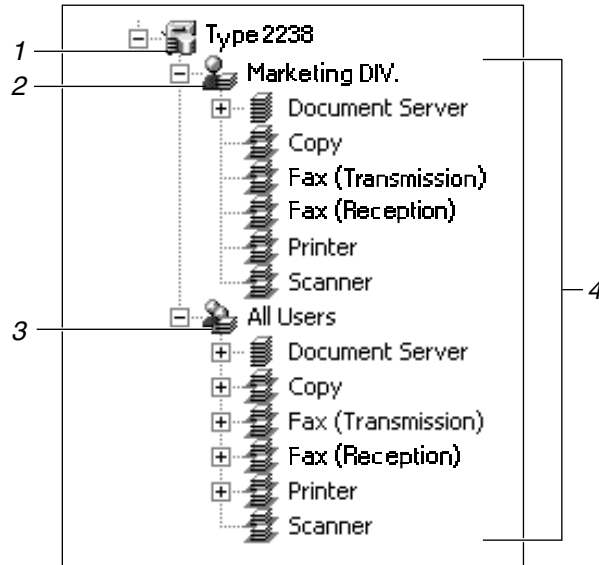 1 Type 2238
2 Marketing DIV.
Document Server
Copy
Fax (Transmission)
Fax (Reception)
Printer
Scanner
4
3 All Users
Document Server
Copy
Fax (Transmission)
Fax (Reception)
Printer
Scanner